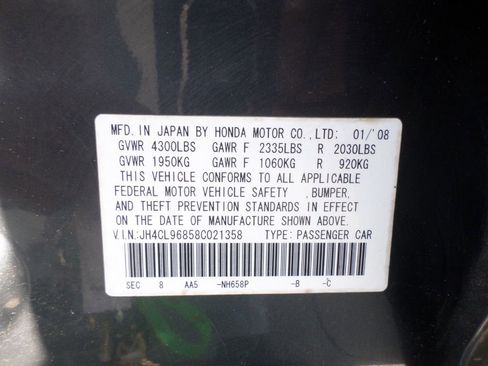 MFD. IN JAPAN BY HONDA MOTOR CO., LTD: 01/'08
GVWR 4300LBS GAWR F 2335LBS R 2030LBS
GVWR 1950KG GAWR F 1060KG R 920KG
THIS VEHICLE CONFORMS TO ALL APPLICABLE
FEDERAL MOTOR VEHICLE SAFETY ,BUMPER,
AND THEFT PREVENTION STANDARDS IN EFFECT
ON THE DATE OF MANUFACTURE SHOWN ABOVE.
V.I.N:JH4CL96858C021358 TYPE: PASSENGER CAR
SEC 8 AA5 -NH658P -B -C